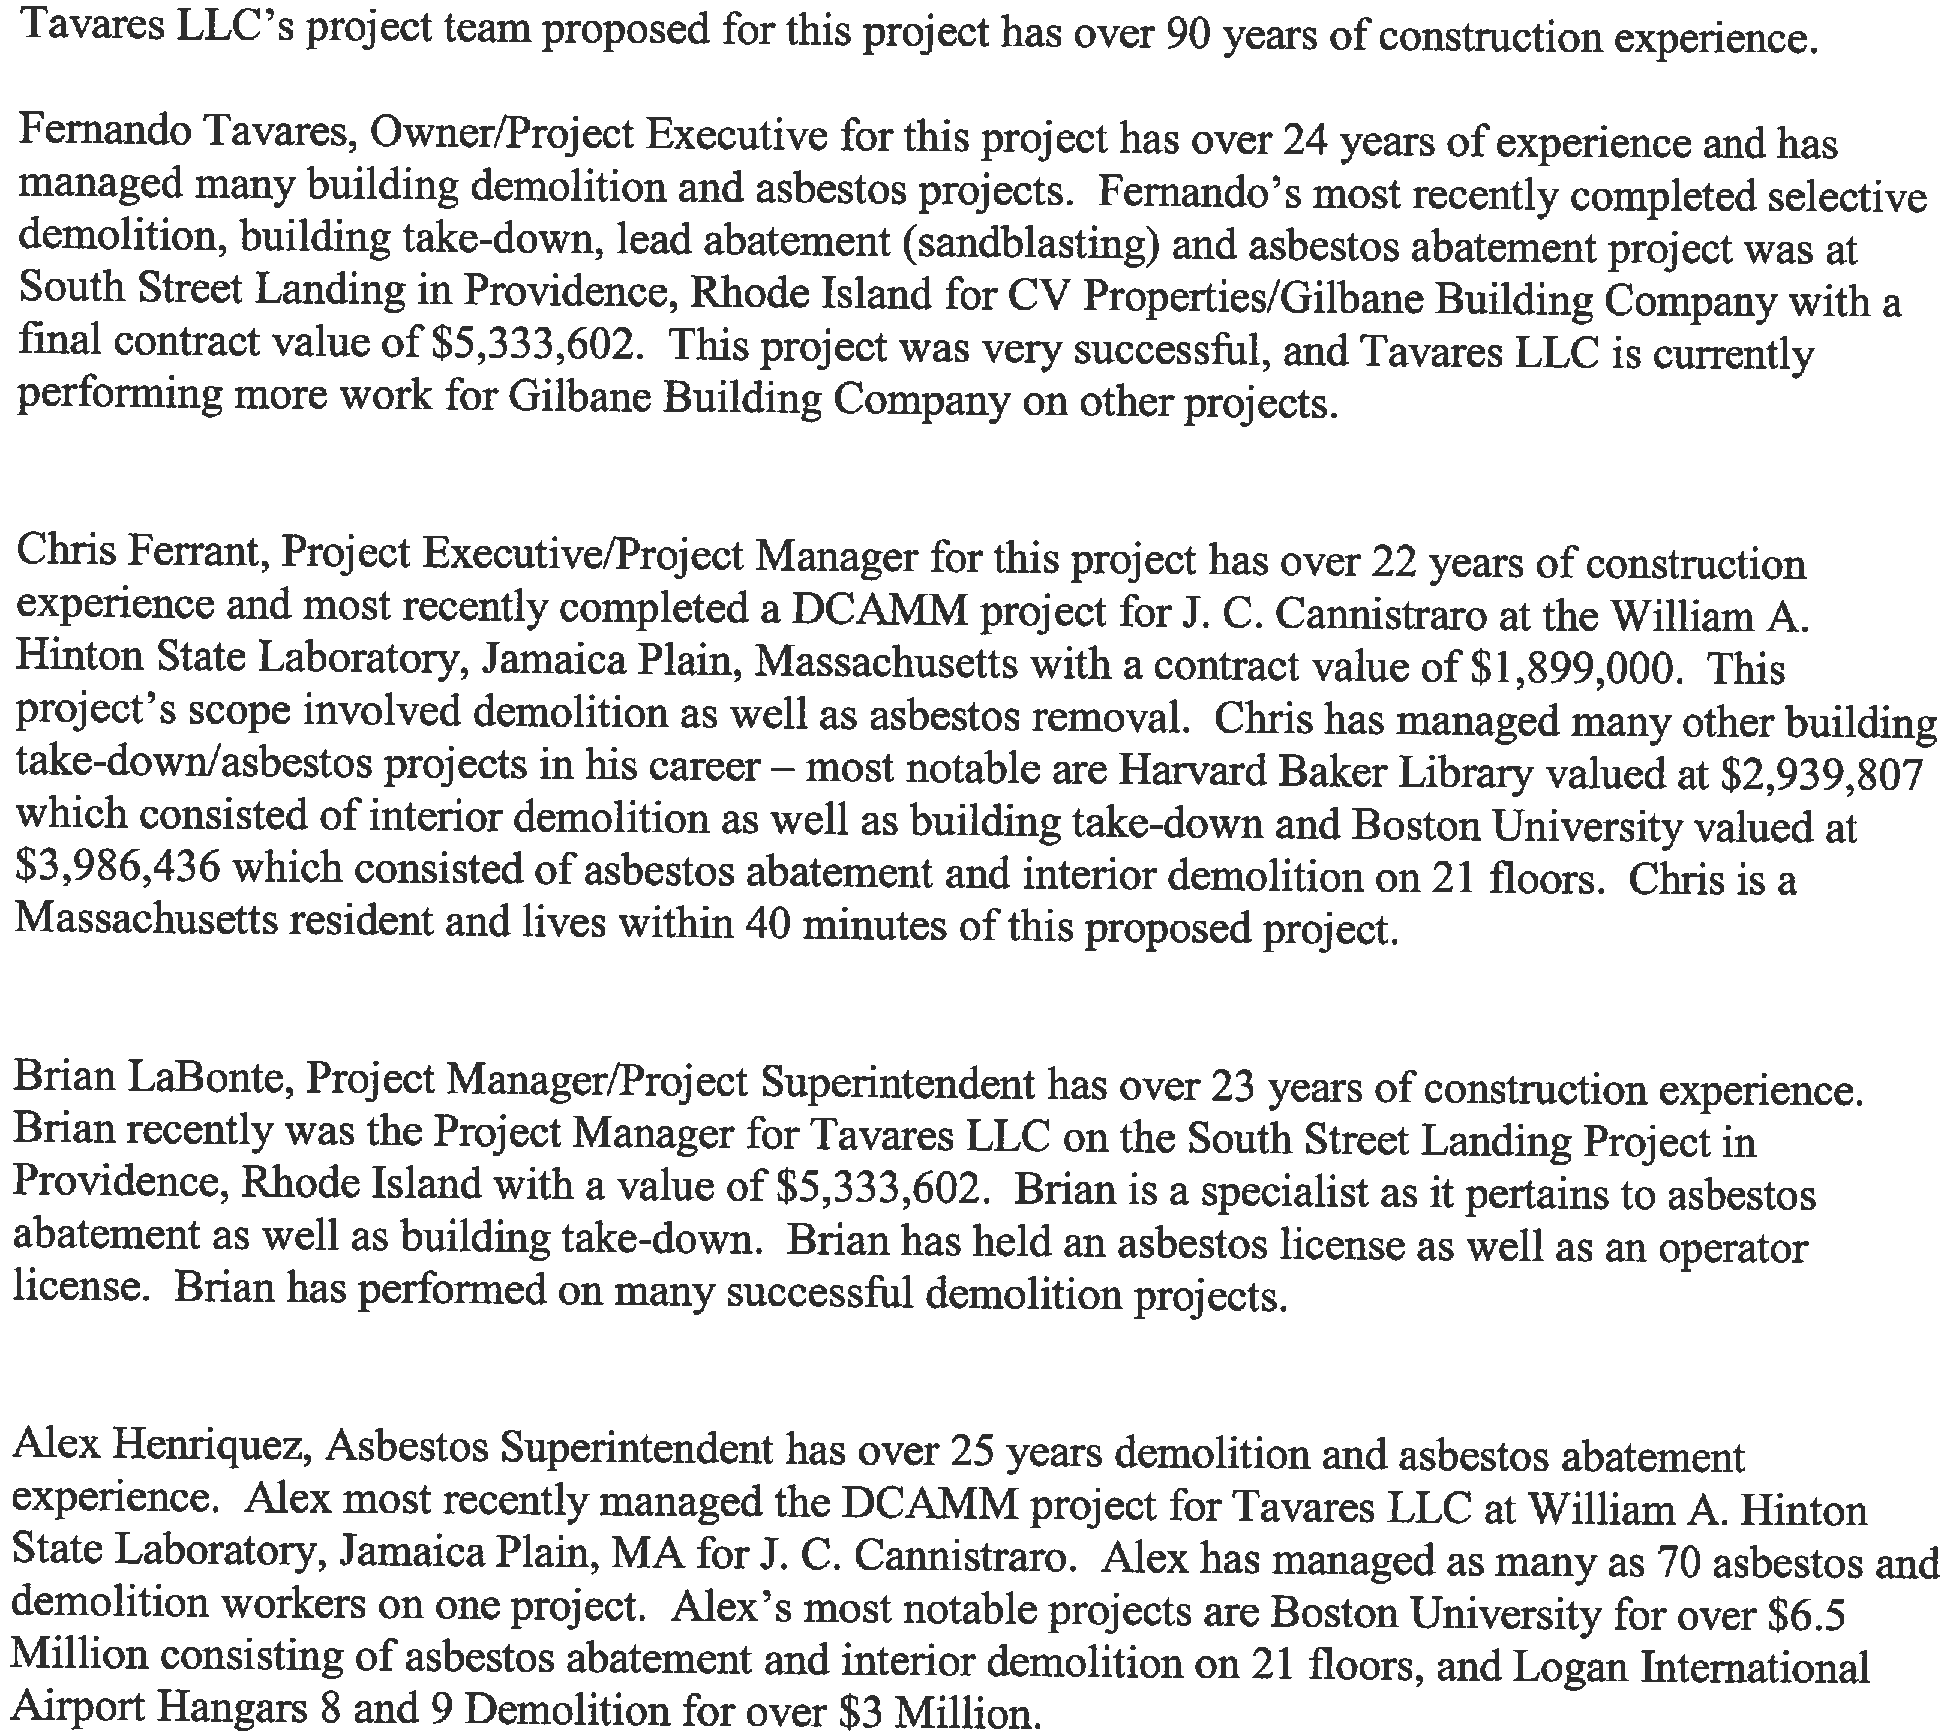 Tavares LLC's project team proposed for this project has over 90 years of construction experience.
Fernando Tavares, Owner/Project Executive for this project has over 24 years of experience and has
managed many building demolition and asbestos projects.  Fernando's most recently completed selective
demolition, building take-down, lead abatement (sandblasting) and asbestos abatement project was at
South Street Landing in Providence, Rhode Island for CV Properties/Gilbane Building Company with a
final contract value of $5,333,602.  This project was very successful, and Tavares LLC is currently
performing more work for Gilbane Building Company on other projects.
Chris Ferrant, Project Executive/Project Manager for this project has over 22 years of construction
experience and most recently completed a DCAMM project for J. C. Cannistraro at the William A.
Hinton State Laboratory, Jamaica Plain, Massachusetts with a contract value of $1,899,000.  This
project's scope involved demolition as well as asbestos removal.  Chris has managed many other building
take-down/asbestos projects in his career – most notable are Harvard Baker Library valued at $2,939,807
which consisted of interior demolition as well as building take-down and Boston University valued at
$3,986,436 which consisted of asbestos abatement and interior demolition on 21 floors.  Chris is a
Massachusetts resident and lives within 40 minutes of this proposed project.
Brian LaBonte, Project Manager/Project Superintendent has over 23 years of construction experience.
Brian recently was the Project Manager for Tavares LLC on the South Street Landing Project in
Providence, Rhode Island with a value of $5,333,602.  Brian is a specialist as it pertains to asbestos
abatement as well as building take-down.  Brian has held an asbestos license as well as an operator
license.  Brian has performed on many successful demolition projects.
Alex Henriquez, Asbestos Superintendent has over 25 years demolition and asbestos abatement
experience.  Alex most recently managed the DCAMM project for Tavares LLC at William A. Hinton
State Laboratory, Jamaica Plain, MA for J. C. Cannistraro.  Alex has managed as many as 70 asbestos and
demolition workers on one project.  Alex's most notable projects are Boston University for over $6.5
Million consisting of asbestos abatement and interior demolition on 21 floors, and Logan International
Airport Hangars 8 and 9 Demolition for over $3 Million.